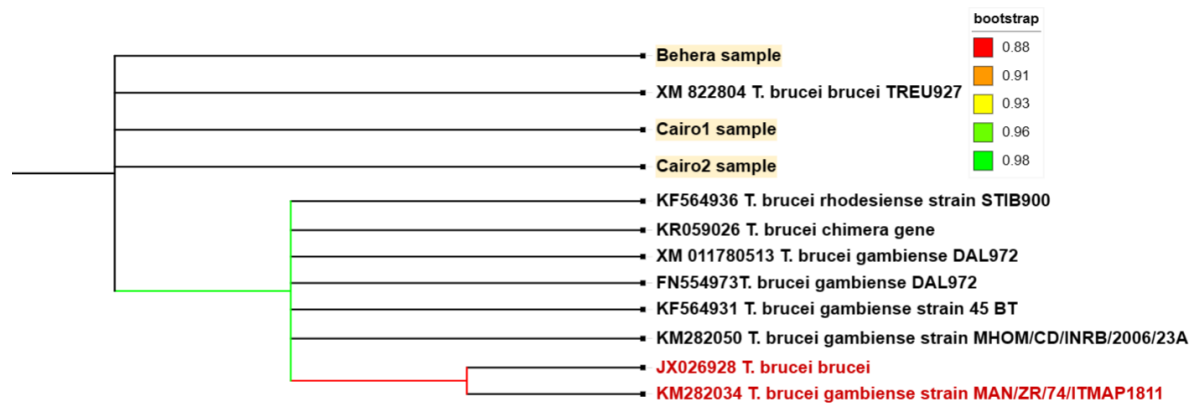 bootstrap
0.88
0.91
0.93
0.96
0.98
Behera sample
XM 822804 T. brucei brucei TREU927
Cairo1 sample
Cairo2 sample
KF564936 T. brucei rhodesiense strain STIB900
KR059026 T. brucei chimera gene
XM 011780513 T. brucei gambiense DAL972
FN554973T. brucei gambiense DAL972
KF564931 T. brucei gambiense strain 45 BT
KM282050 T. brucei gambiense strain MHOM/CD/INRB/2006/23A
JX026928 T. brucei brucei
KM282034 T. brucei gambiense strain MAN/ZR/74/ITMAP1811